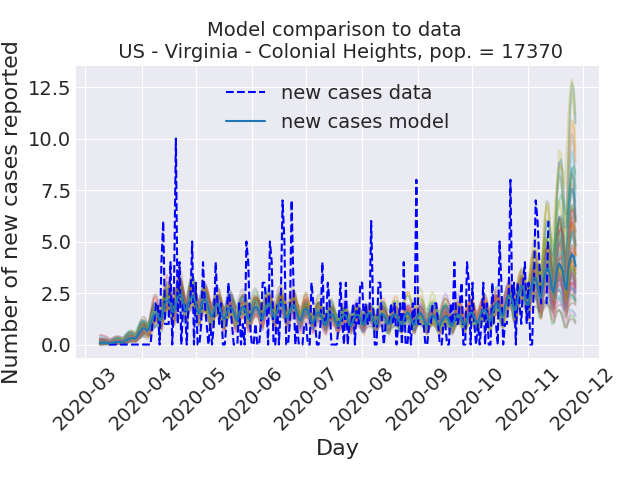 Model comparison to data
US - Virginia - Colonial Heights, pop. = 17370
Number of new cases reported
12.5
10.0
7.5
5.0
2.5
0.0
new cases data
new cases model
2020-03
2020-04
2020-05
2020-06
2020-07
2020-08
2020-09
2020-10
2020-11
2020-12
Day